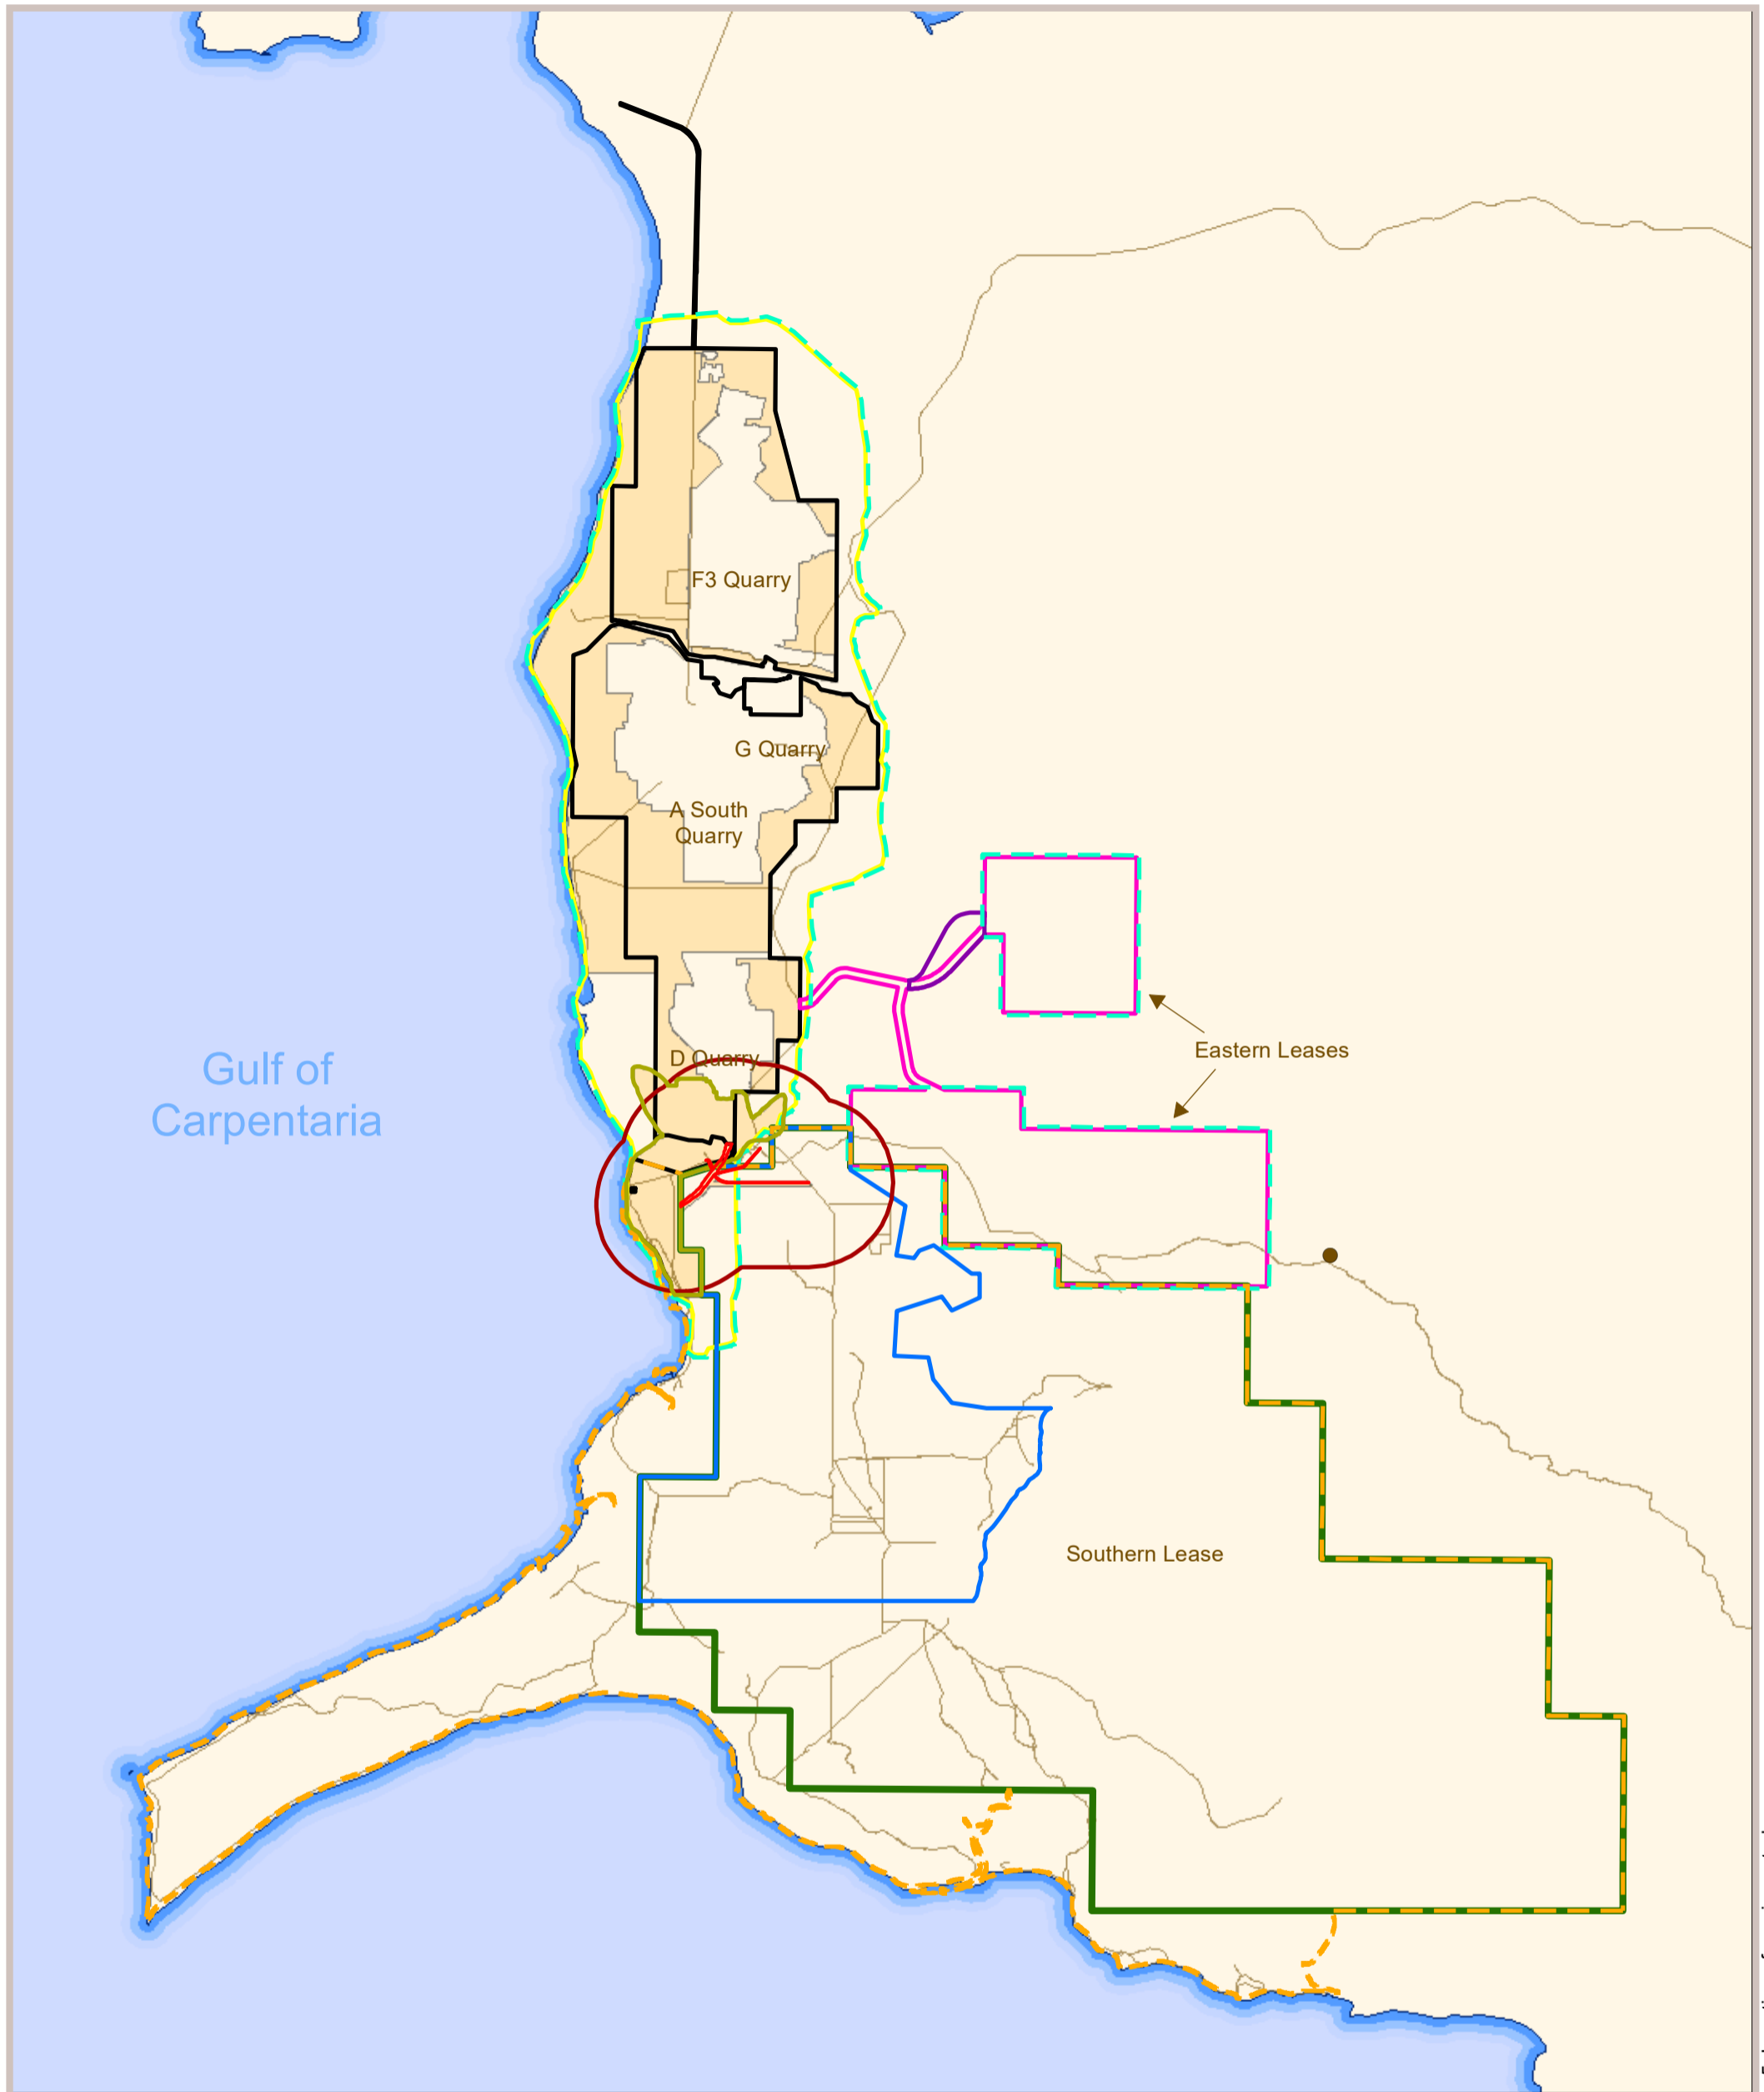 F3 Quarry
G Quarry
A South
Quarry
D Quarry
Gulf of
Carpentaria
Eastern Leases
Southern Lease